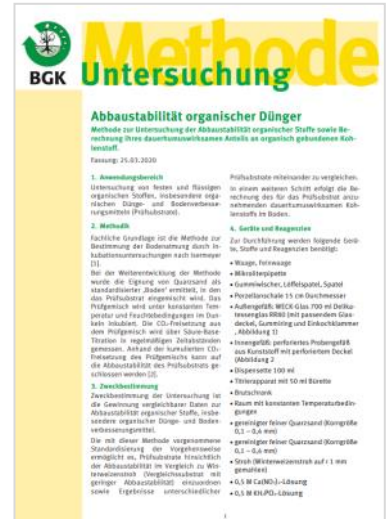 BGK
Methode
Untersuchung
Abbaustabilität organischer Dünger
Methode zur Untersuchung der Abbaustabilität organischer Stoffe sowie Be-
rechnung ihres dauerhumuswirksamen Anteils an organisch gebundenen Koh-
lenstoff.
Fassung: 25.03.2020
1. Anwendungsbereich
Untersuchung von festen und flüssigen
organischen Stoffen, insbesondere orga-
nischen Dünge- und Bodenverbesse-
rungsmitteln (Prüfsubstrat).
2. Methodik
Fachliche Grundlage ist die Methode zur
Bestimmung der Bodenatmung durch In-
kubationsuntersuchungen nach Isermeyer
[1].
Bei der Weiterentwicklung der Methode
wurde die Eignung von Quarzsand als
standardisierter „Boden“ ermittelt, in den
das Prüfsubstrat eingemischt wird. Das
Prüfgemisch wird unter konstanten Tem-
peratur und Feuchtebedingungen im Dun-
keln inkubiert. Die CO₂-Freisetzung aus
dem Prüfgemisch wird über Säure-Base-
Titration in regelmäßigen Zeitabständen
gemessen. Anhand der kumulierten CO₂-
Freisetzung des Prüfgemischs kann auf
die Abbaustabilität des Prüfsubstrats ge-
schlossen werden [2].
3. Zweckbestimmung
Zweckbestimmung der Untersuchung ist
die Gewinnung vergleichbarer Daten zur
Abbaustabilität organischer Stoffe, insbe-
sondere organischer Dünge- und Boden-
verbesserungsmittel.
Die mit dieser Methode vorgenommene
Standardisierung der Vorgehensweise
ermöglicht es, Prüfsubstrate hinsichtlich
der Abbaustabilität im Vergleich zu Win-
terweizenstroh (Vergleichssubstrat mit
geringer Abbaustabilität) einzuordnen
sowie Ergebnisse unterschiedlicher
Prüfsubstrate miteinander zu vergleichen.
In einem weiteren Schritt erfolgt die Be-
rechnung des für das Prüfsubstrat anzu-
nehmenden dauerhumuswirksamen Koh-
lenstoffs im Boden.
4. Geräte und Reagenzien
Zur Durchführung werden folgende Gerä-
te, Stoffe und Reagenzien benötigt:
• Waage, Feinwaage
• Mikroliterpipette
• Gummiwischer, Löffelspatel, Spatel
• Porzellanschale 15 cm Durchmesser
• Außengefäß: WECK-Glas 700 ml Delika-
tessenglas RR80 (mit passendem Glas-
deckel, Gummiring und Einkochklammer
, Abbildung 1)
• Innengefäß: perforiertes Probengefäß
aus Kunststoff mit perforiertem Deckel
(Abbildung 2
• Dispensette 100 ml
• Titrierapparat mit 50 ml Bürette
• Brutschrank
• Raum mit konstanten Temperaturbedin-
gungen
• gereinigter feiner Quarzsand (Korngröße
0,1 – 0,4 mm)
• gereinigter feiner Quarzsand (Korngröße
0,1 – 0,4 mm)
• Stroh (Winterweizenstroh auf < 1 mm
gemahlen)
• 0,5 M Ca(NO₃)₂-Lösung
• 0,5 M KH₂PO₄-Lösung
1